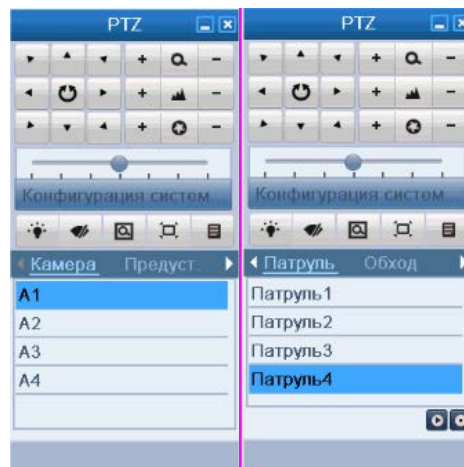 PTZ
Конфигурация систем...
Камера Предуст.
A1
A2
A3
A4
PTZ
Конфигурация систем...
Патруль Обход
Патруль1
Патруль2
Патруль3
Патруль4